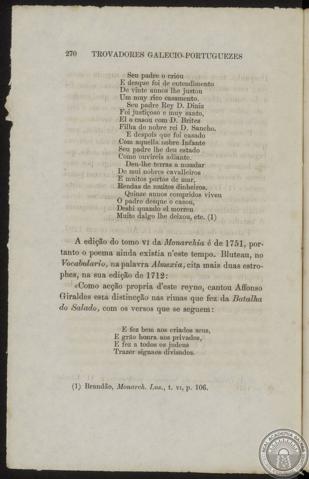 270 TROVADORES GALECIO-PORTUGUEZES
Seu padre o criou
E desque foi de entendimento
De vinte annos lhe juntou
Um muy rico casamento.
Seu padre Rey D. Diniz
Foi justiçoso e muy santo,
El o casou com D. Brites
Filha do nobre rei D. Sancho.
E despois que foi casado
Com aquella nobre Infante
Seu padre lhe deu estado
Como ouvireis adiante.
Deu-lhe terras a mandar
De mui nobres cavalleiros
E muitos portos de mar,
Rendas de muitos dinheiros.
Quinze annos compridos viveu
O padre desque o casou,
Deshi quando el morreu
Muito dalgo lhe deixou, etc. (1)
A edição do tomo VI da Monarchia é de 1751, por-
tanto o poema ainda existia n'este tempo. Bluteau, no
Vocabulario, na palavra Almexia, cita mais duas estro-
phes, na sua edição de 1712:
«Como acção propria d'este reyno, cantou Affonso
Giraldes esta distincção nas rimas que fez da Batalha
do Salado, com os versos que se seguem:
E fez bem aos criados seus,
E grão honra aos privados,
E fez a todos os judeus
Trazer signaes divisados.
(1) Brandão, Monarch. Lus., t. VI, p. 106.